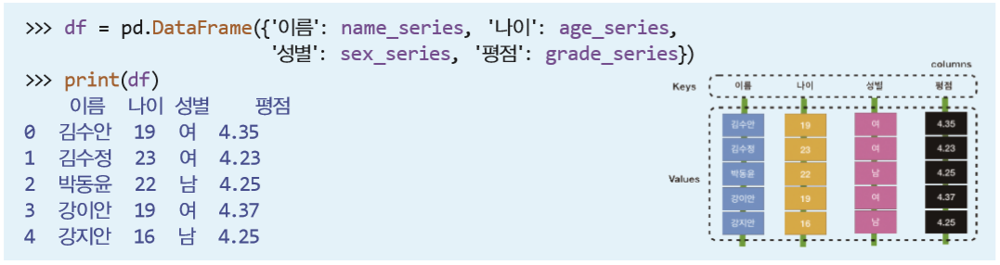 >>> df = pd.DataFrame({'이름': name_series, '나이': age_series,
'성별': sex_series, '평점': grade_series})
>>> print(df)
이름 나이 성별 평점
0 김수안 19 여 4.35
1 김수정 23 여 4.23
2 박동윤 22 남 4.25
3 강이안 19 여 4.37
4 강지안 16 남 4.25
columns
Keys 이름 나이 성별 평점
Values
김수안 19 여 4.35
김수정 23 여 4.23
박동윤 22 남 4.25
강이안 19 여 4.37
강지안 16 남 4.25